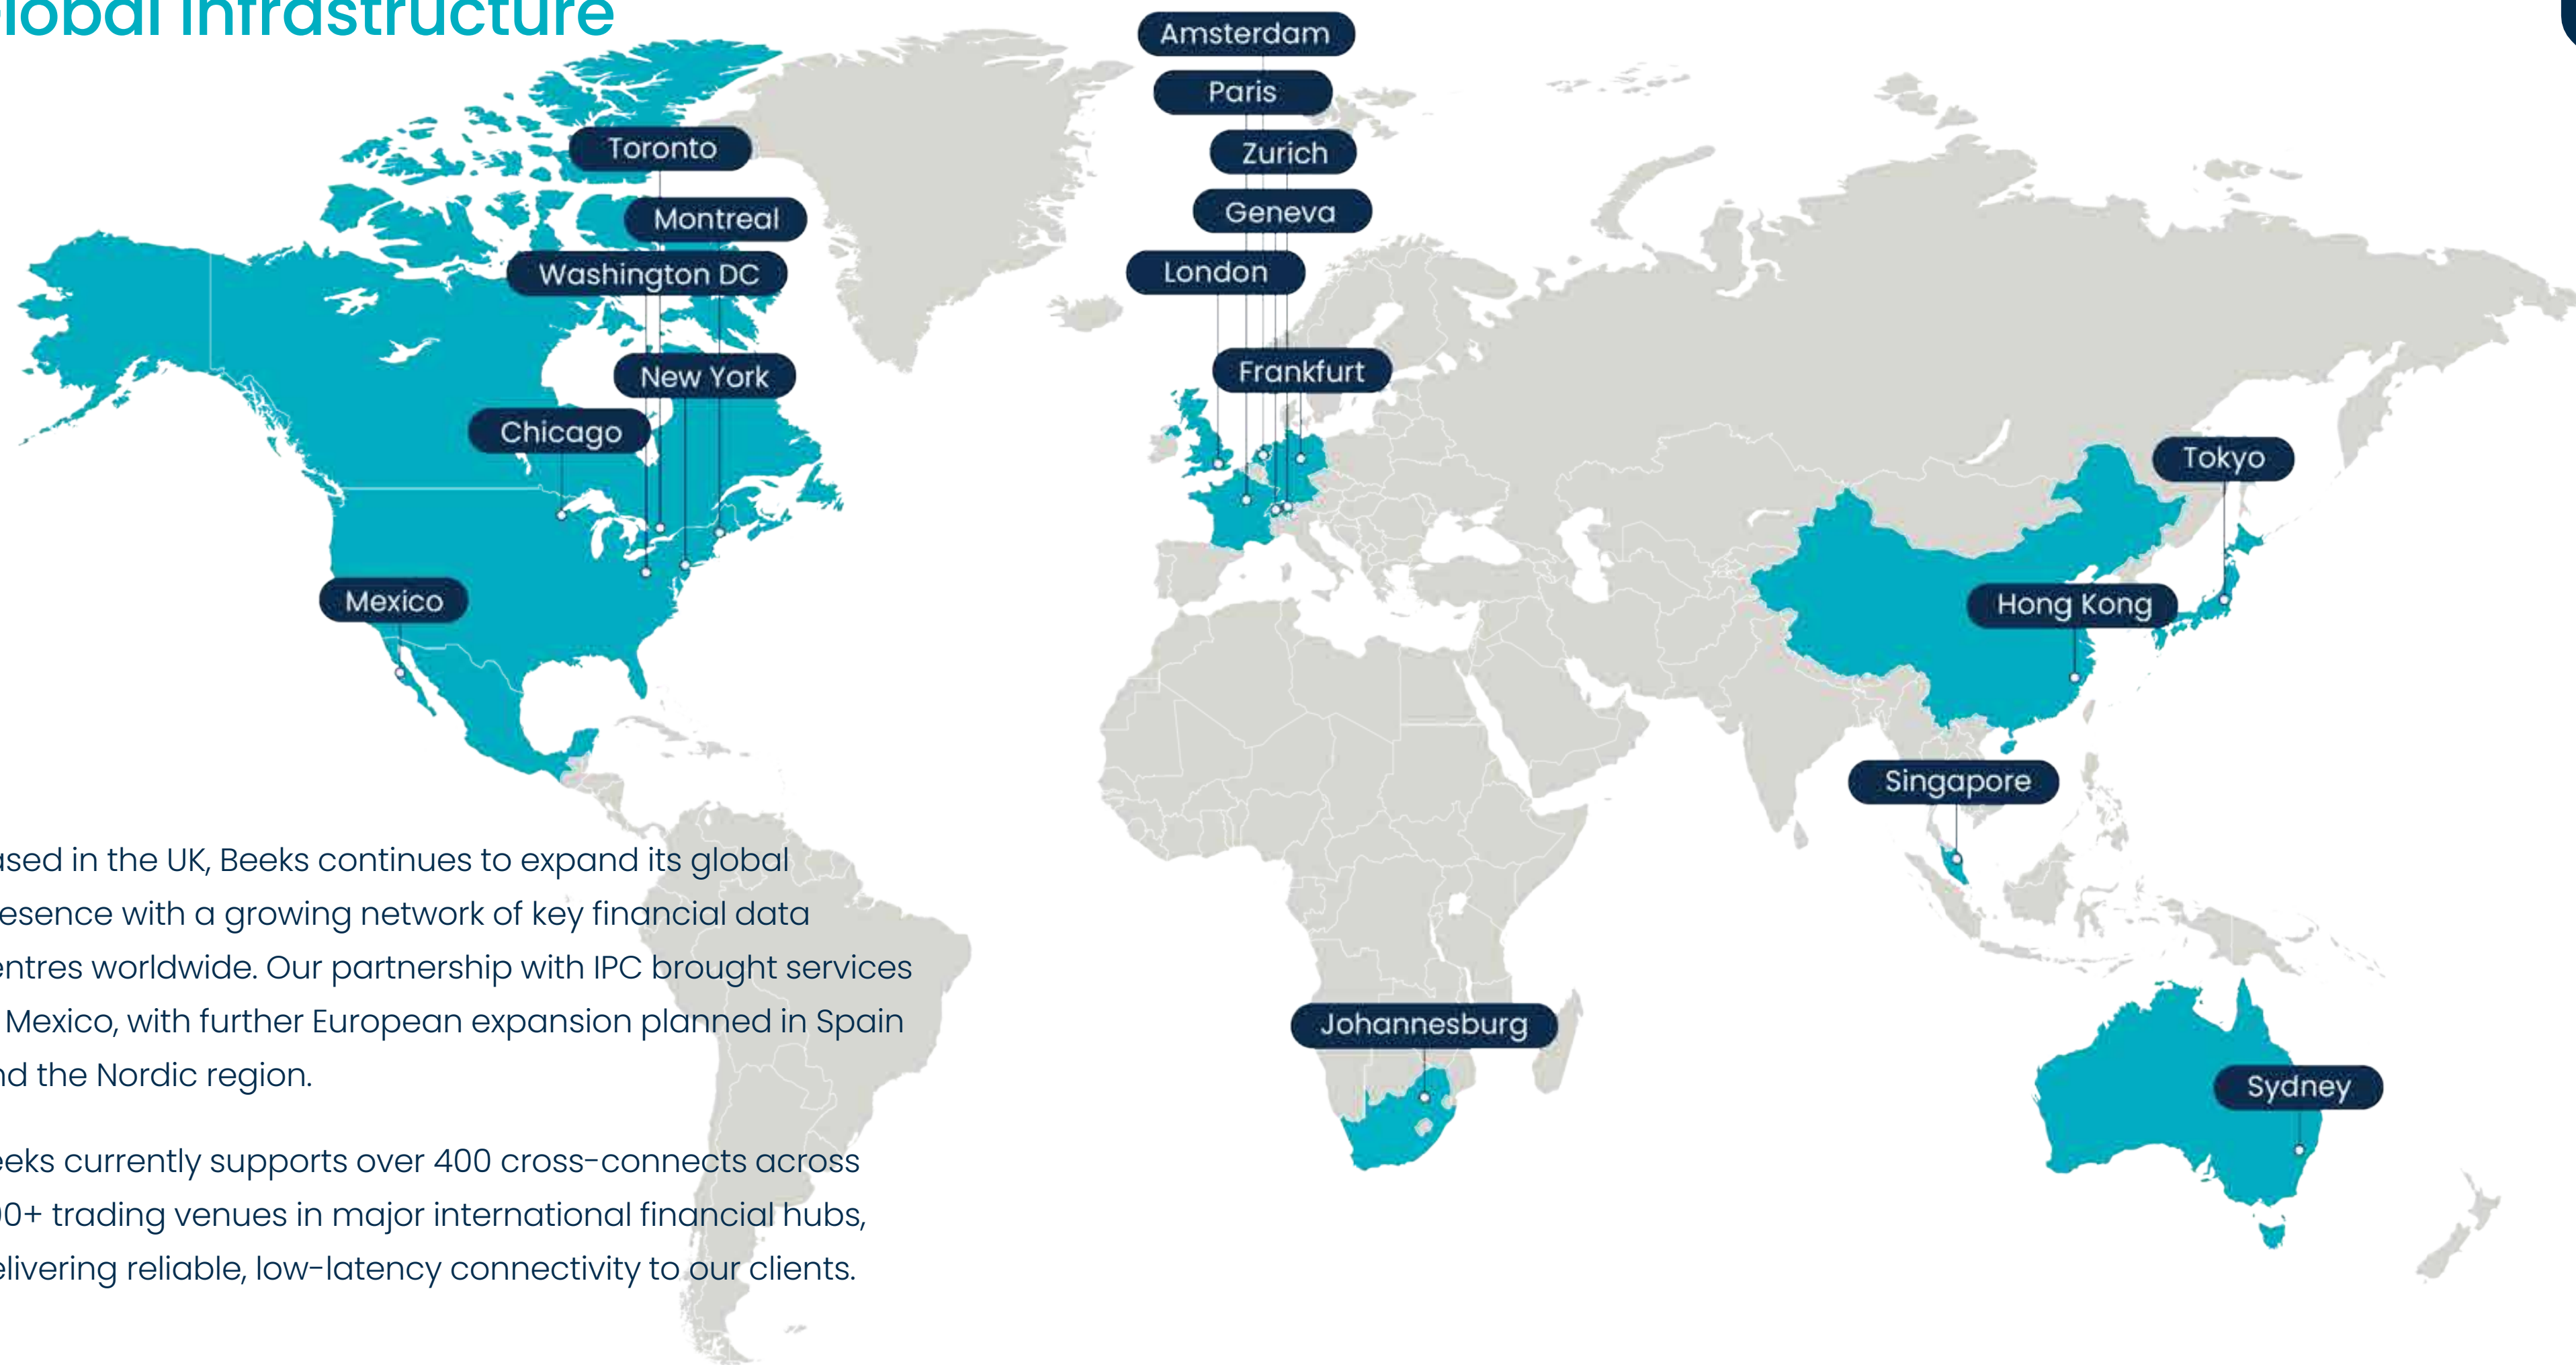 lobal Infrastructure
Amsterdam
Paris
Zurich
Geneva
London
Frankfurt
Toronto
Montreal
Washington DC
New York
Chicago
Mexico
Tokyo
Hong Kong
Singapore
Johannesburg
Sydney
ased in the UK, Beeks continues to expand its global
esence with a growing network of key financial data
entres worldwide. Our partnership with IPC brought services
Mexico, with further European expansion planned in Spain
nd the Nordic region.
eeks currently supports over 400 cross-connects across
00+ trading venues in major international financial hubs,
elivering reliable, low-latency connectivity to our clients.